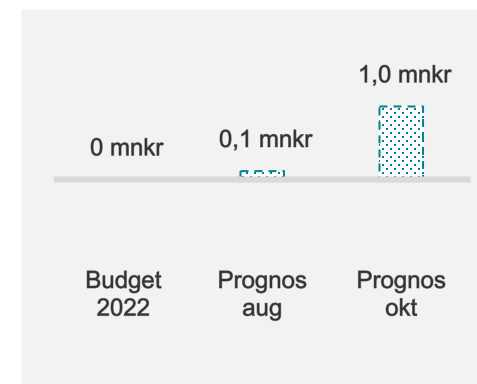 1,0 mnkr
0,1 mnkr
0 mnkr
Budget
2022
Prognos
aug
Prognos
okt